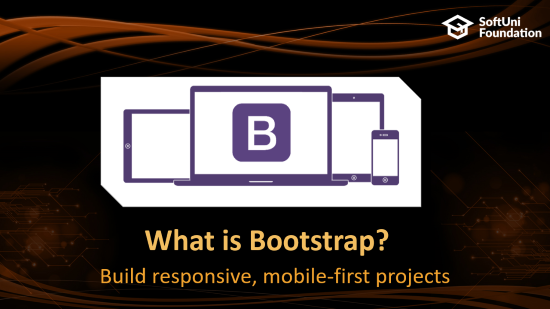 SoftUni
Foundation
B
What is Bootstrap?
Build responsive, mobile-first projects